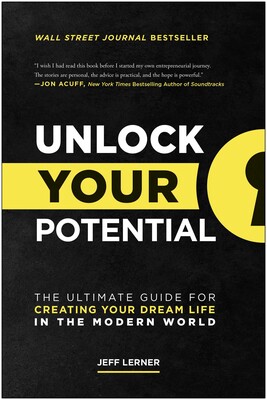 WALL STREET JOURNAL BESTSELLER
"I wish I had read this book before I started my own entrepreneurial journey.
The stories are personal, the advice is practical, and the hope is powerful."
—JON ACUFF, New York Times Bestselling Author of Soundtracks
UNLOCK
YOUR
POTENTIAL
THE ULTIMATE GUIDE FOR
CREATING YOUR DREAM LIFE
IN THE MODERN WORLD
JEFF LERNER